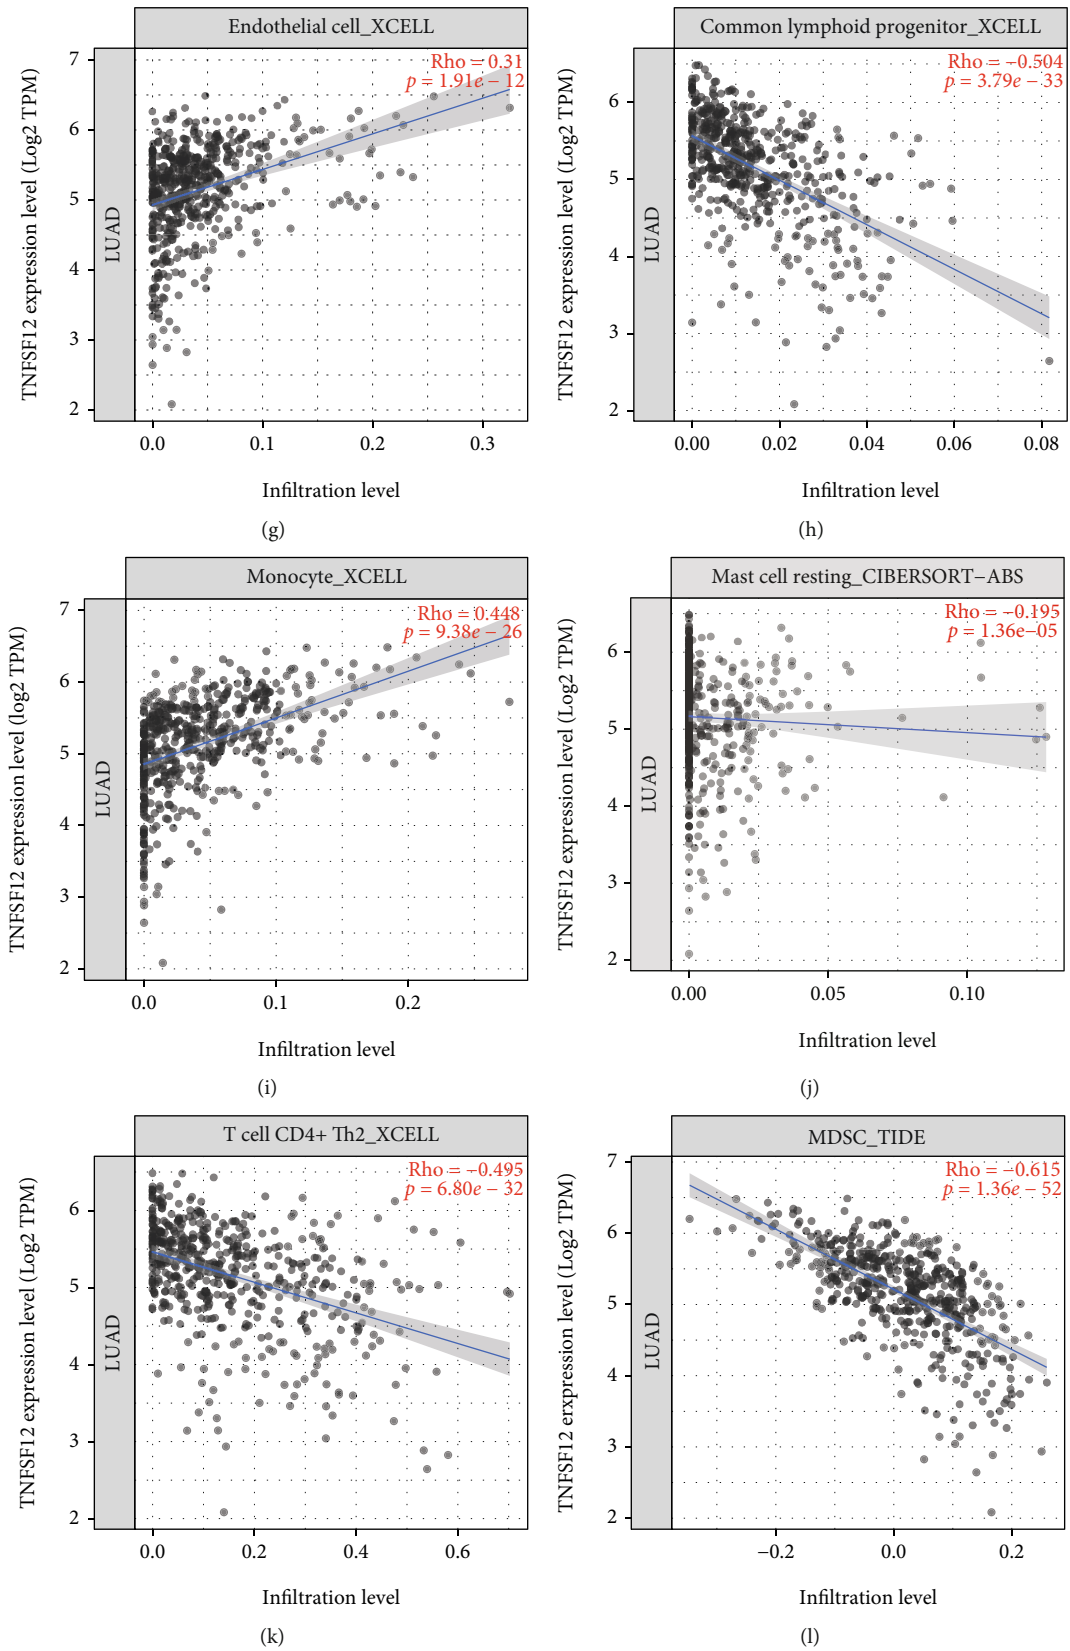 Endothelial cell_XCELL
Rho = 0.31
p = 1.91e − 12
TNFSF12 expression level (Log2 TPM)
LUAD
7
6
5
4
3
2
0.0 0.1 0.2 0.3
Infiltration level
(g)
Common lymphoid progenitor_XCELL
Rho = −0.504
p = 3.79e − 33
TNFSF12 expression level (Log2 TPM)
LUAD
6
5
4
3
2
0.00 0.02 0.04 0.06 0.08
Infiltration level
(h)
Monocyte_XCELL
Rho = 0.448
p = 9.38e − 26
TNFSF12 expression level (log2 TPM)
LUAD
7
6
5
4
3
2
0.0 0.1 0.2
Infiltration level
(i)
Mast cell resting_CIBERSORT−ABS
Rho = −0.195
p = 1.36e−05
TNFSF12 expression level (Log2 TPM)
LUAD
6
5
4
3
2
0.00 0.05 0.10
Infiltration level
(j)
T cell CD4+ Th2_XCELL
Rho = −0.495
p = 6.80e − 32
TNFSF12 expression level (Log2 TPM)
LUAD
6
5
4
3
2
0.0 0.2 0.4 0.6
Infiltration level
(k)
MDSC_TIDE
Rho = −0.615
p = 1.36e − 52
TNFSF12 erxpression level (Log2 TPM)
LUAD
7
6
5
4
3
2
−0.2 0.0 0.2
Infiltration level
(l)